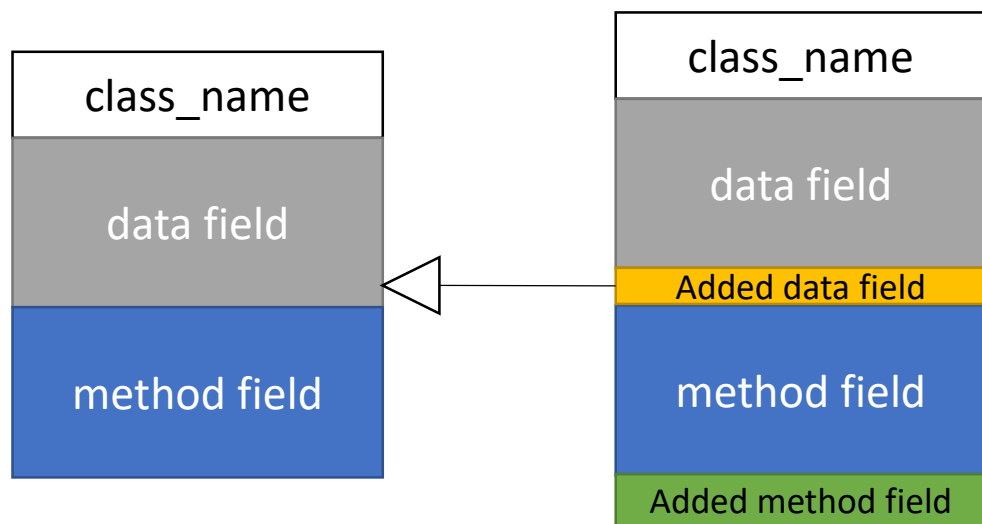 class_name
data field
method field
class_name
data field
Added data field
method field
Added method field